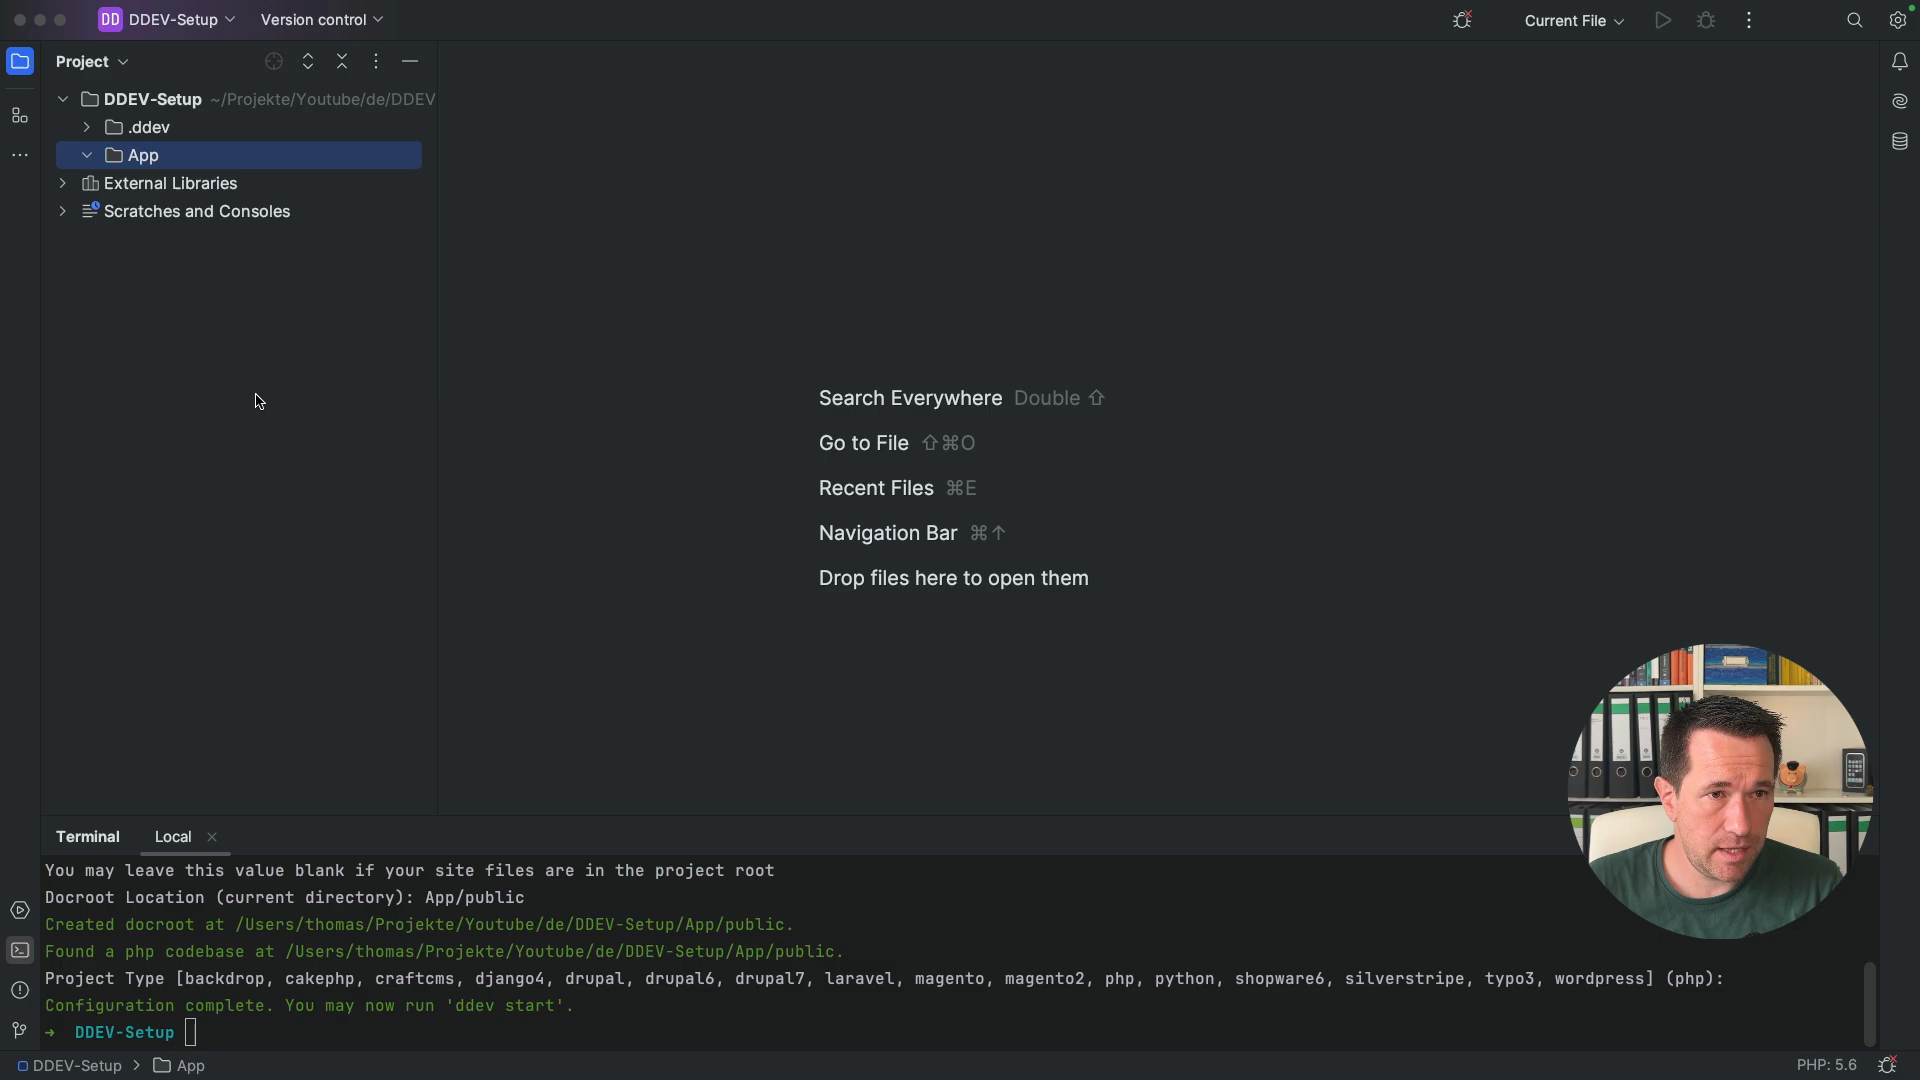 DD DDEV-Setup Version control Current File
Project
DDEV-Setup ~/Projekte/Youtube/de/DDEV
.ddev
App
External Libraries
Scratches and Consoles
Search Everywhere Double ⇧
Go to File ⇧⌘O
Recent Files ⌘E
Navigation Bar ⌘↑
Drop files here to open them
Terminal Local
You may leave this value blank if your site files are in the project root
Docroot Location (current directory): App/public
Created docroot at /Users/thomas/Projekte/Youtube/de/DDEV-Setup/App/public.
Found a php codebase at /Users/thomas/Projekte/Youtube/de/DDEV-Setup/App/public.
Project Type [backdrop, cakephp, craftcms, django4, drupal, drupal6, drupal7, laravel, magento, magento2, php, python, shopware6, silverstripe, typo3, wordpress] (php):
Configuration complete. You may now run 'ddev start'.
→ DDEV-Setup
DDEV-Setup > App PHP: 5.6